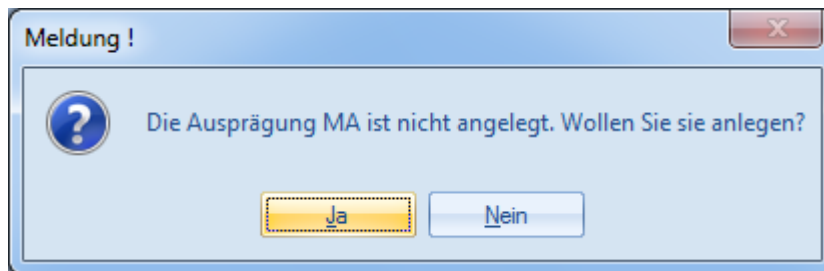 Meldung !
Die Ausprägung MA ist nicht angelegt. Wollen Sie sie anlegen?
Ja
Nein